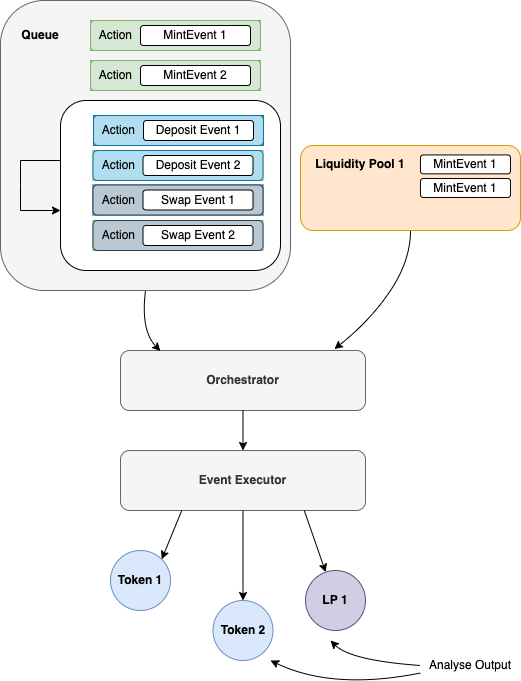 Queue
Action MintEvent 1
Action MintEvent 2
Action Deposit Event 1
Action Deposit Event 2
Action Swap Event 1
Action Swap Event 2
Liquidity Pool 1 MintEvent 1
MintEvent 1
Orchestrator
Event Executor
Token 1
Token 2
LP 1
Analyse Output